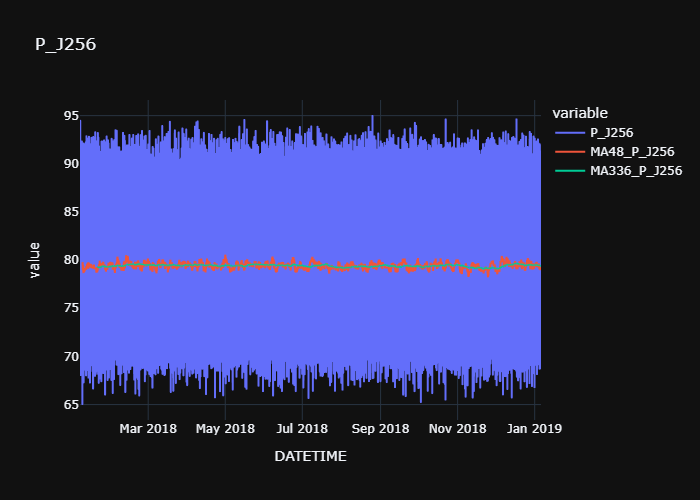 P_J256
variable
P_J256
MA48_P_J256
MA336_P_J256
value
95
90
85
80
75
70
65
Mar 2018
May 2018
Jul 2018
Sep 2018
Nov 2018
Jan 2019
DATETIME